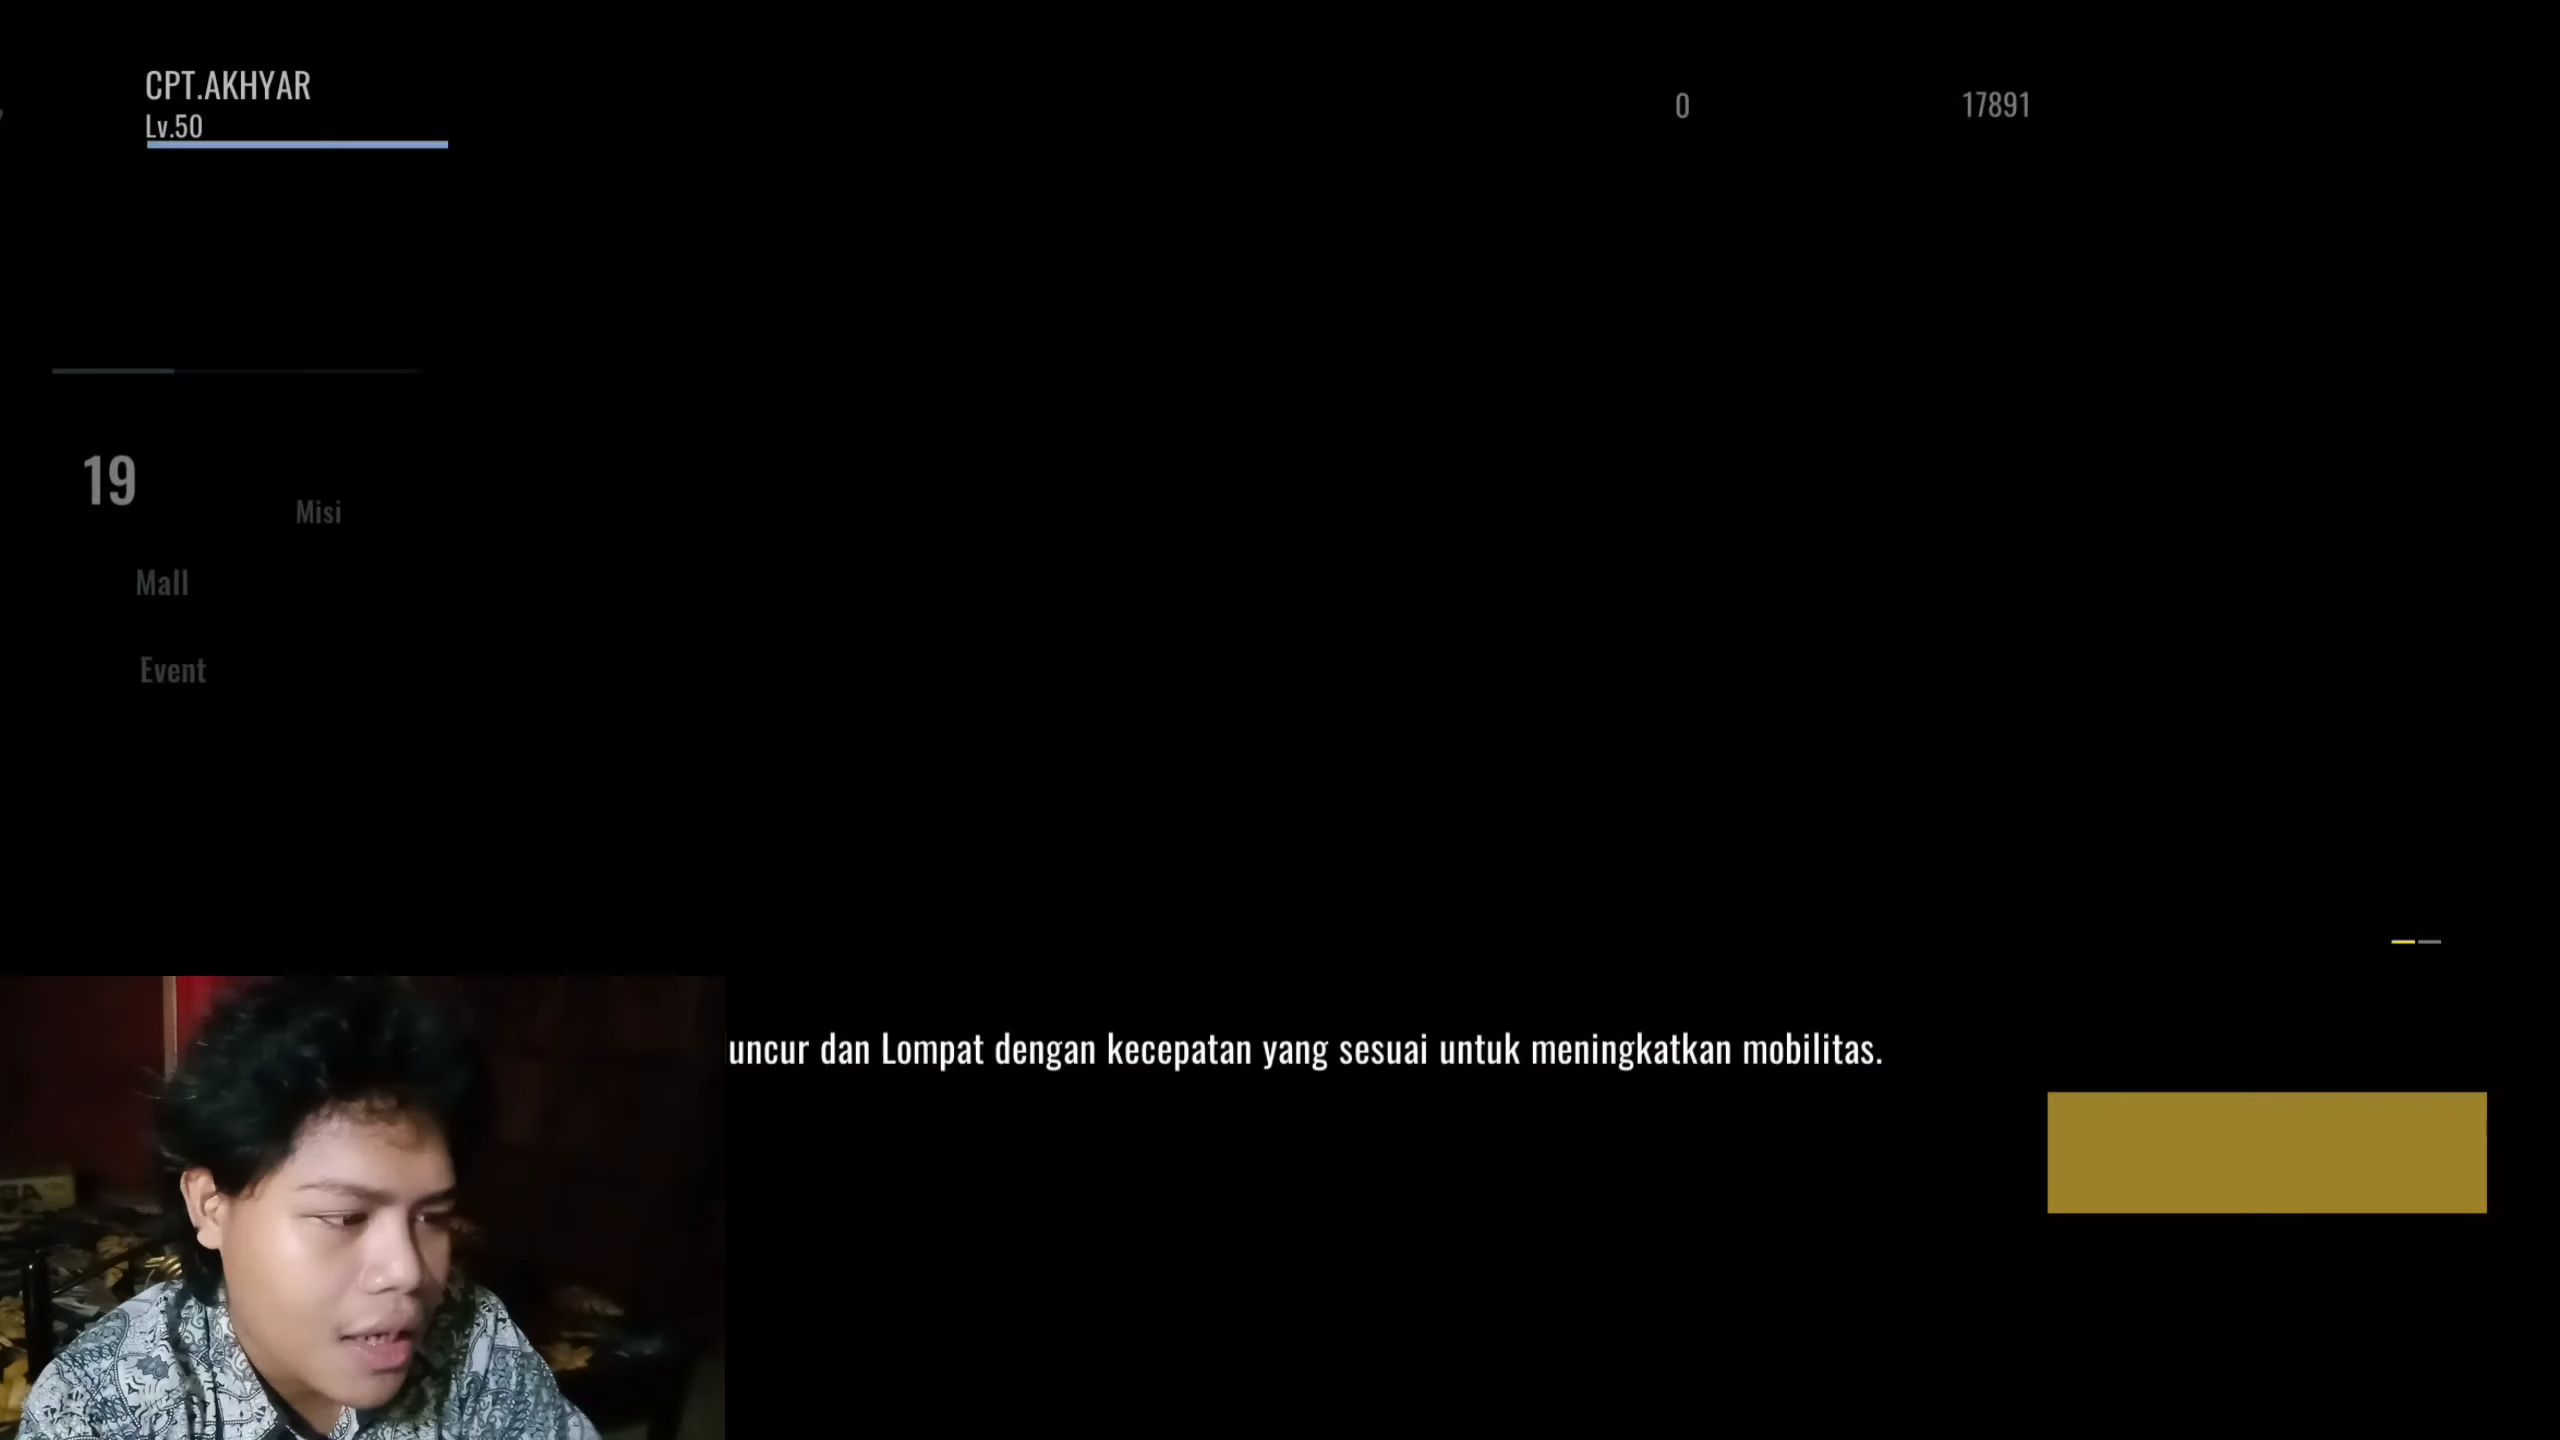 CPT.AKHYAR
Lv.50
0
17891
19
Misi
Mall
Event
uncur dan Lompat dengan kecepatan yang sesuai untuk meningkatkan mobilitas.